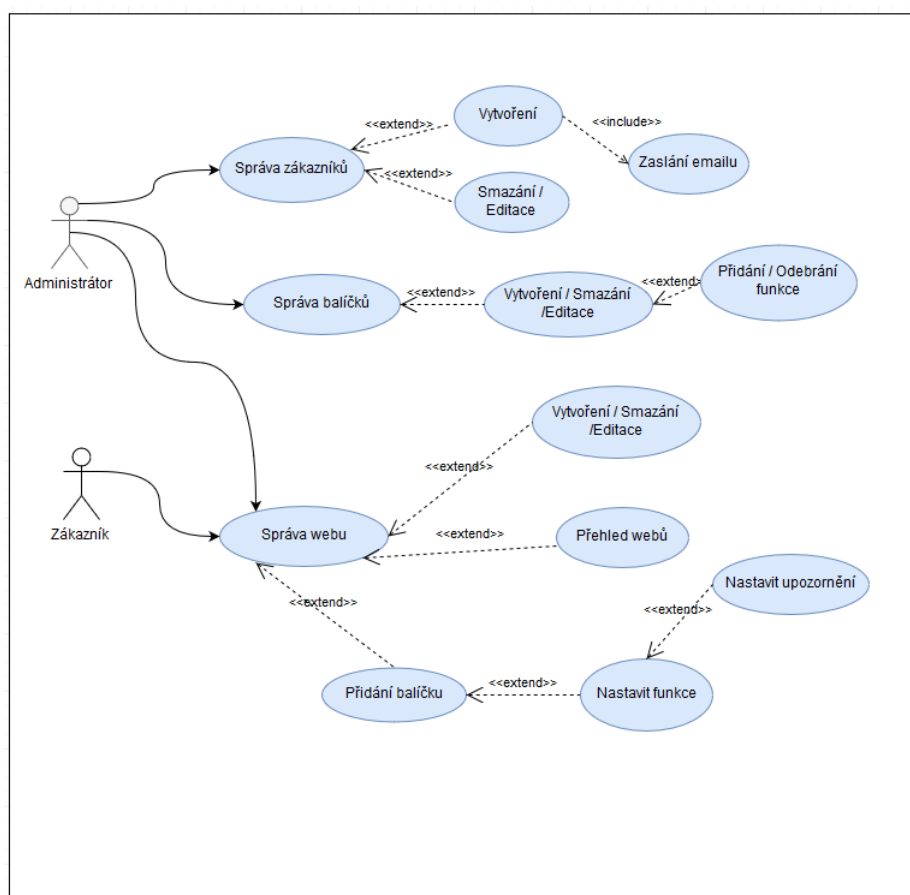 Vytvoření
<<extend>>
<<include>>
Správa zákazníků
Zaslání emailu
<<extend>>
Smazání /
Editace
Administrátor
Přidání / Odebrání
funkce
<<extend>>
<<extend>>
Správa balíčků
Vytvoření / Smazání
/Editace
Vytvoření / Smazání
/Editace
<<extend>>
Zákazník
Správa webu
<<extend>>
Přehled webů
Nastavit upozornění
<<extend>>
<<extend>>
<<extend>>
Přidání balíčku
Nastavit funkce